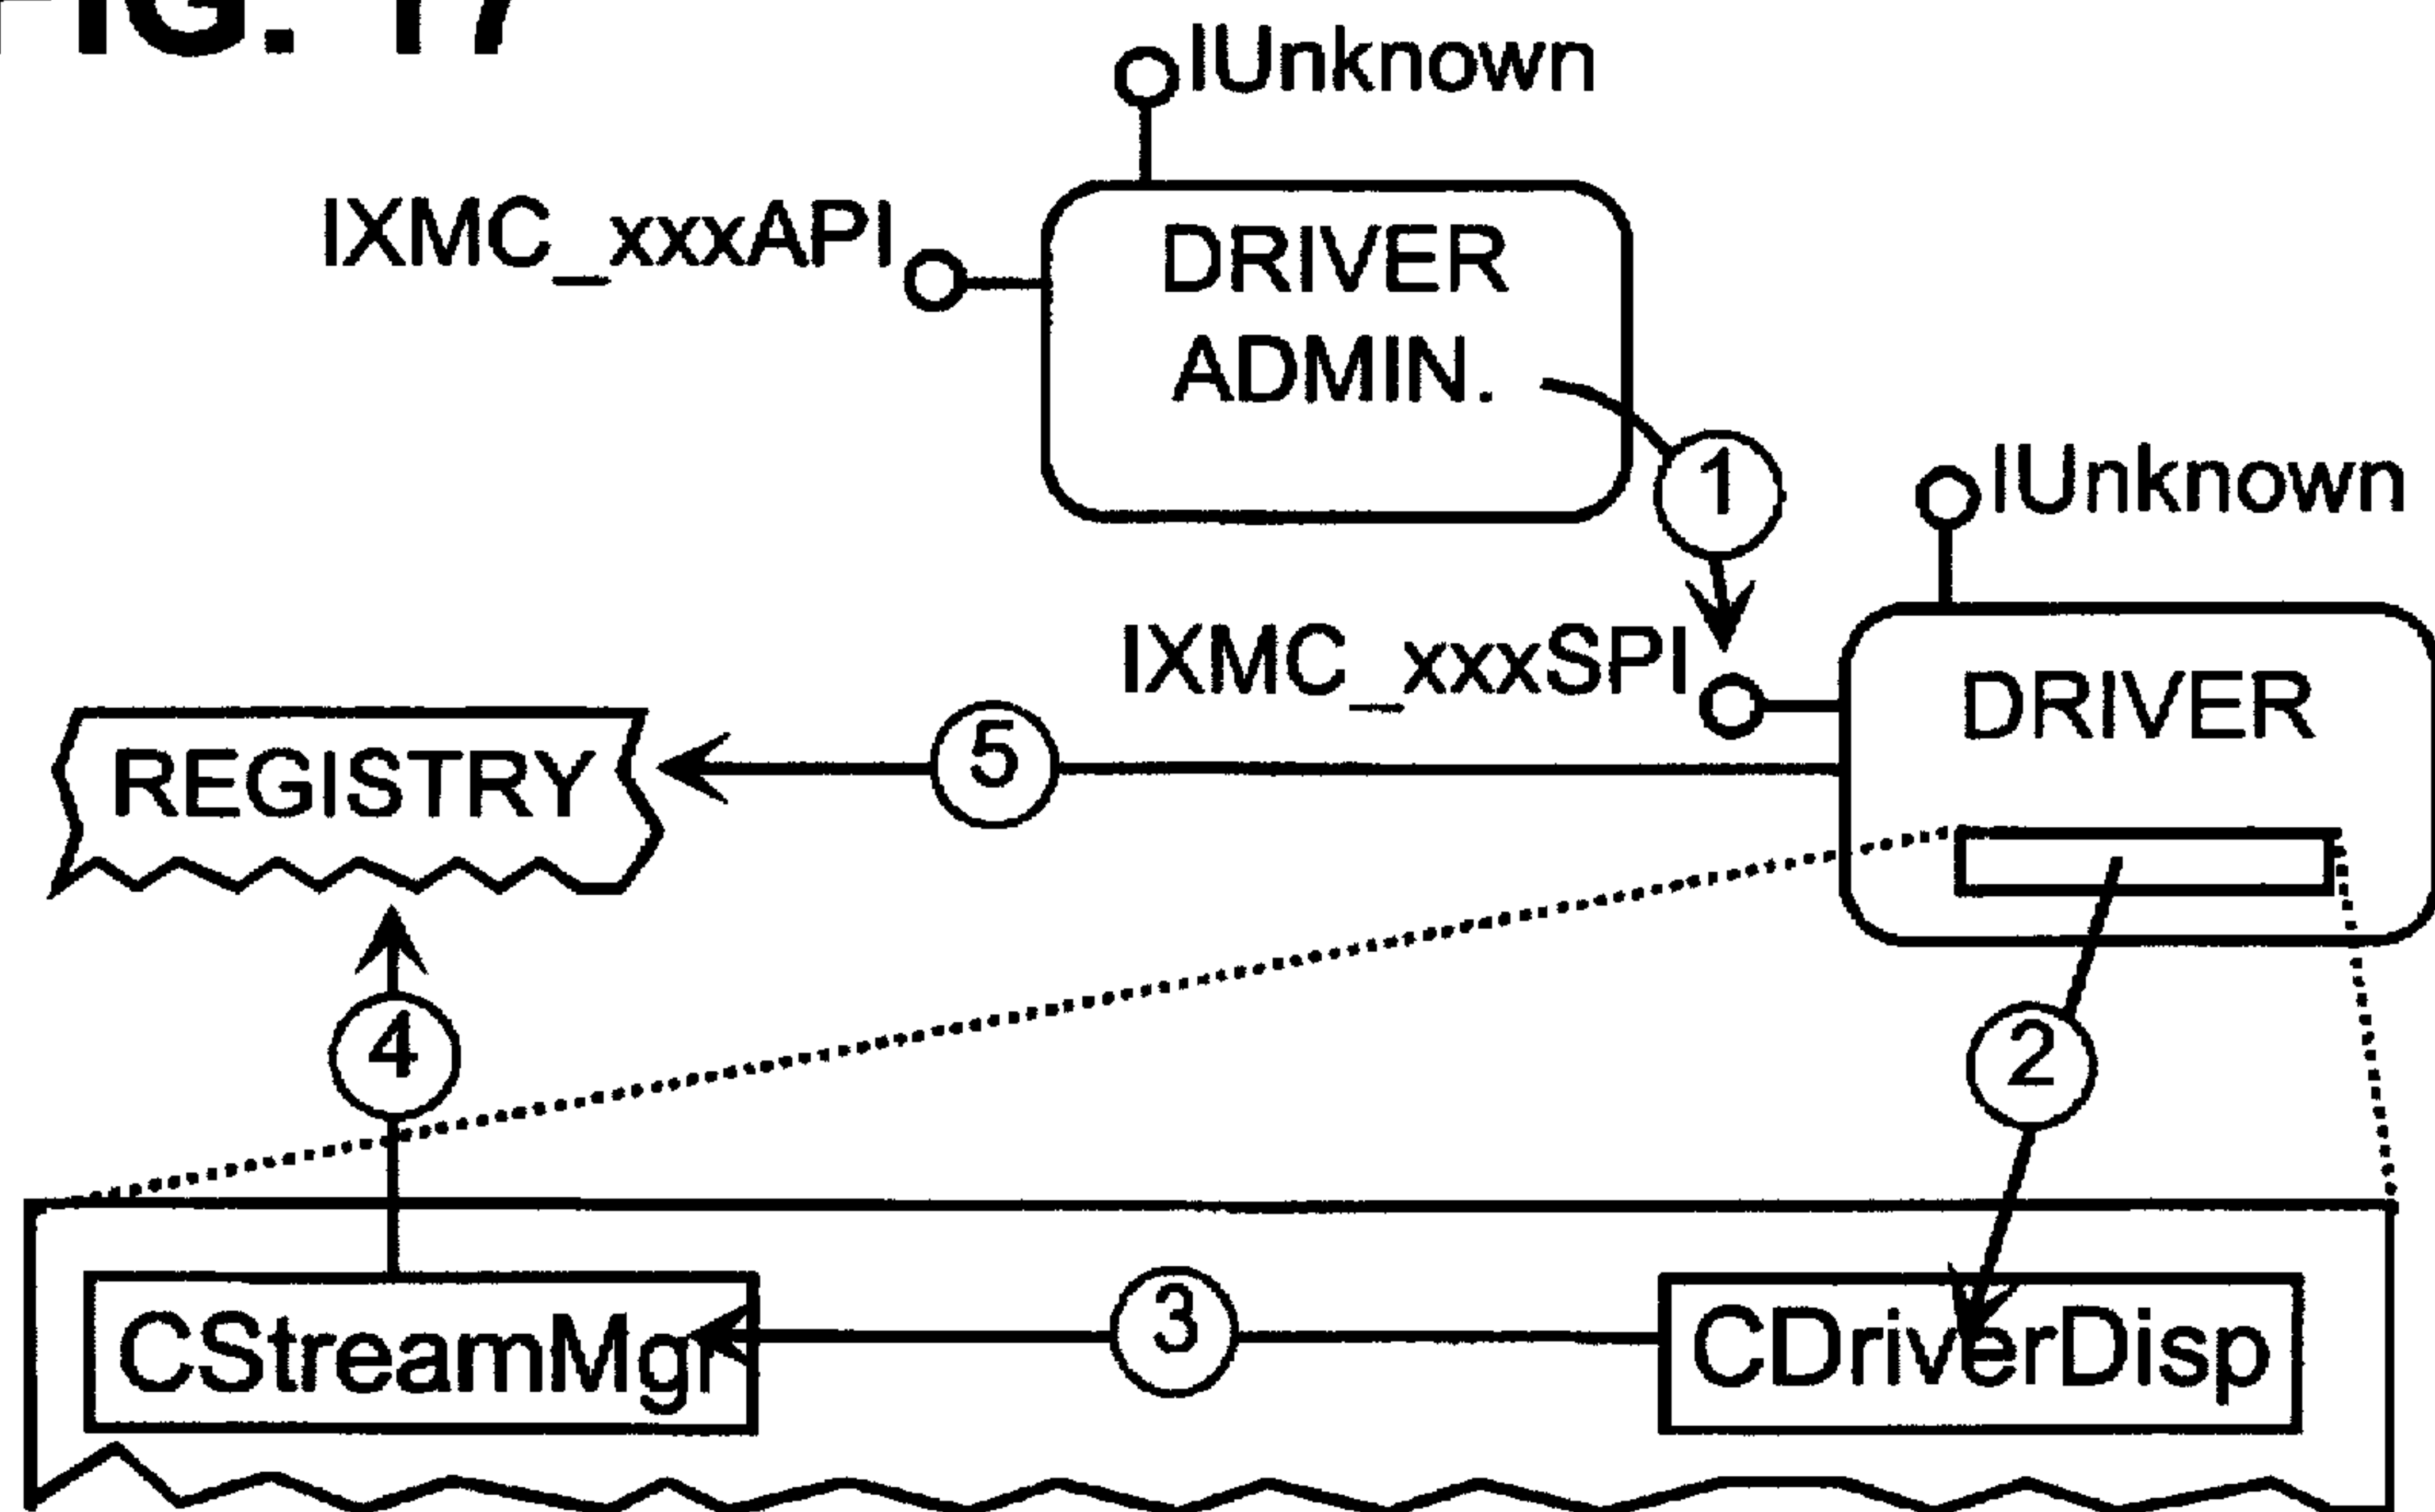 FIG. 17
IUnknown
IXMC_xxxAPI
DRIVER
ADMIN.
1
IUnknown
IXMC_xxxSPI
DRIVER
5
REGISTRY
4
2
3
CStreamMgr
CDriverDisp